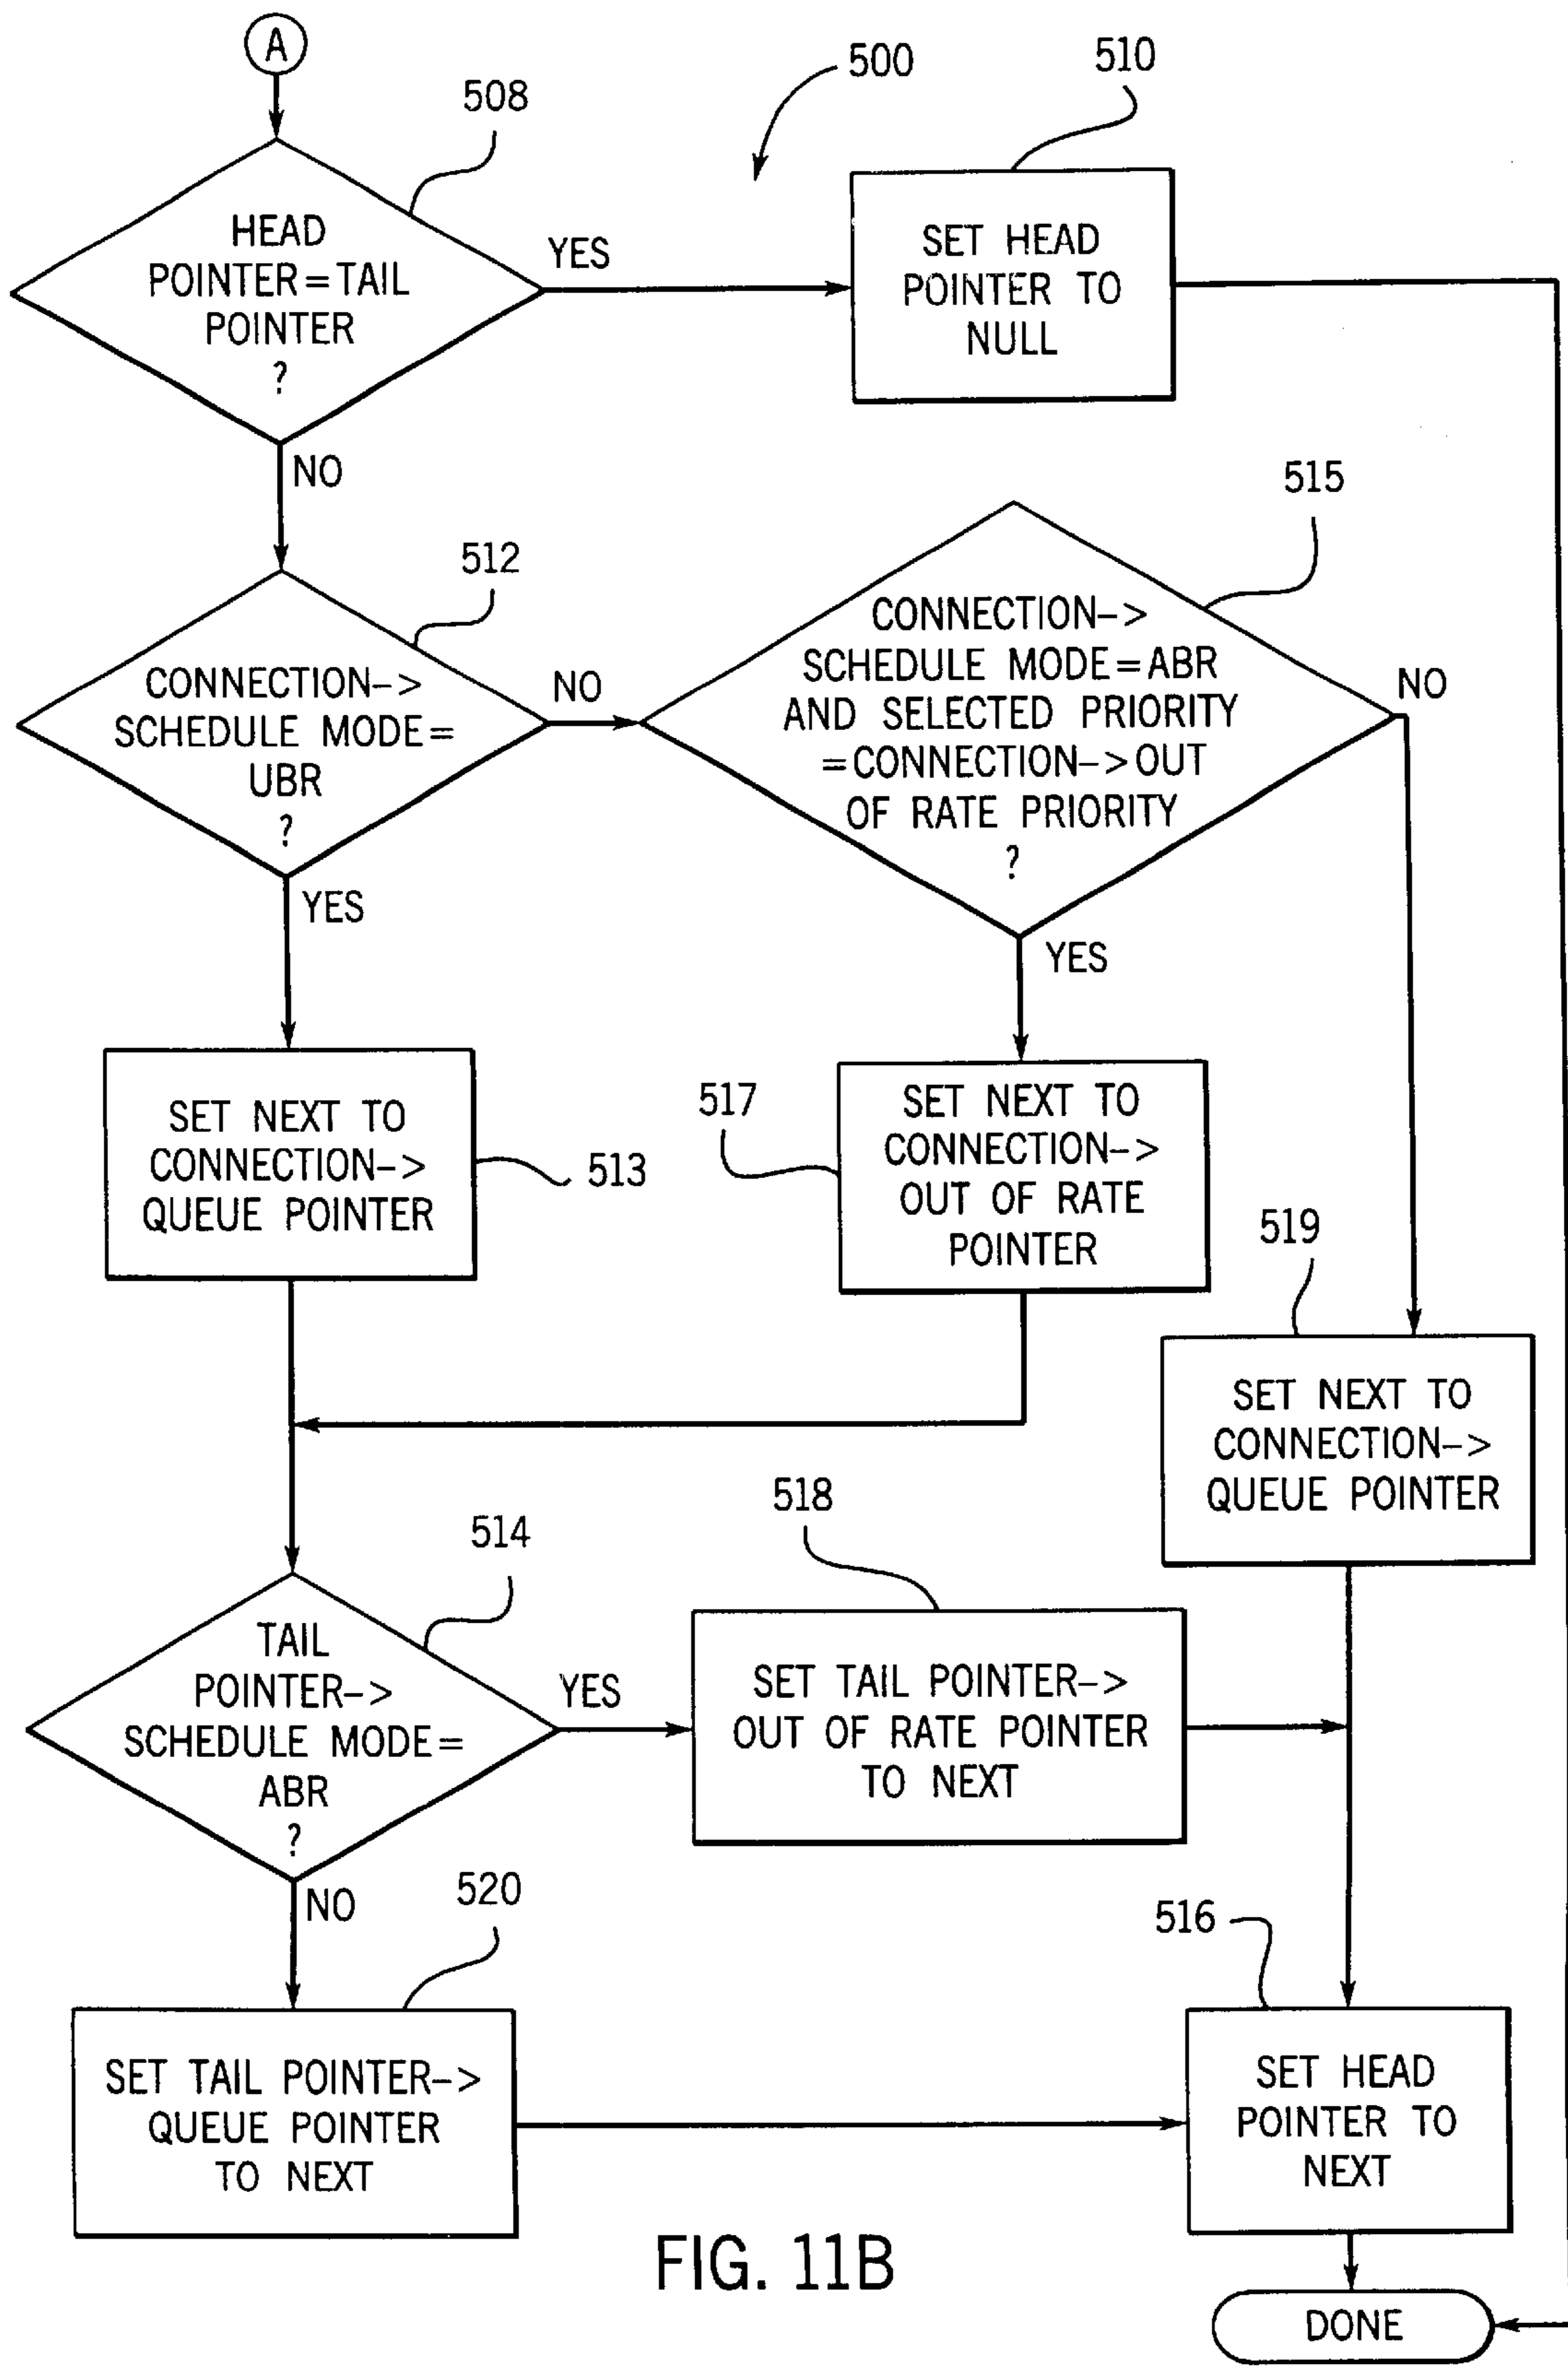 A
500
510
508
HEAD
POINTER=TAIL
POINTER
?
YES
SET HEAD
POINTER TO
NULL
NO
515
512
CONNECTION->
SCHEDULE MODE=
UBR
?
NO
CONNECTION->
SCHEDULE MODE=ABR
AND SELECTED PRIORITY
=CONNECTION->OUT
OF RATE PRIORITY
?
NO
YES
YES
SET NEXT TO
CONNECTION->
QUEUE POINTER
513
517
SET NEXT TO
CONNECTION->
OUT OF RATE
POINTER
519
SET NEXT TO
CONNECTION->
QUEUE POINTER
514
518
TAIL
POINTER->
SCHEDULE MODE=
ABR
?
YES
SET TAIL POINTER->
OUT OF RATE POINTER
TO NEXT
NO
520
516
SET TAIL POINTER->
QUEUE POINTER
TO NEXT
SET HEAD
POINTER TO
NEXT
FIG. 11B
DONE